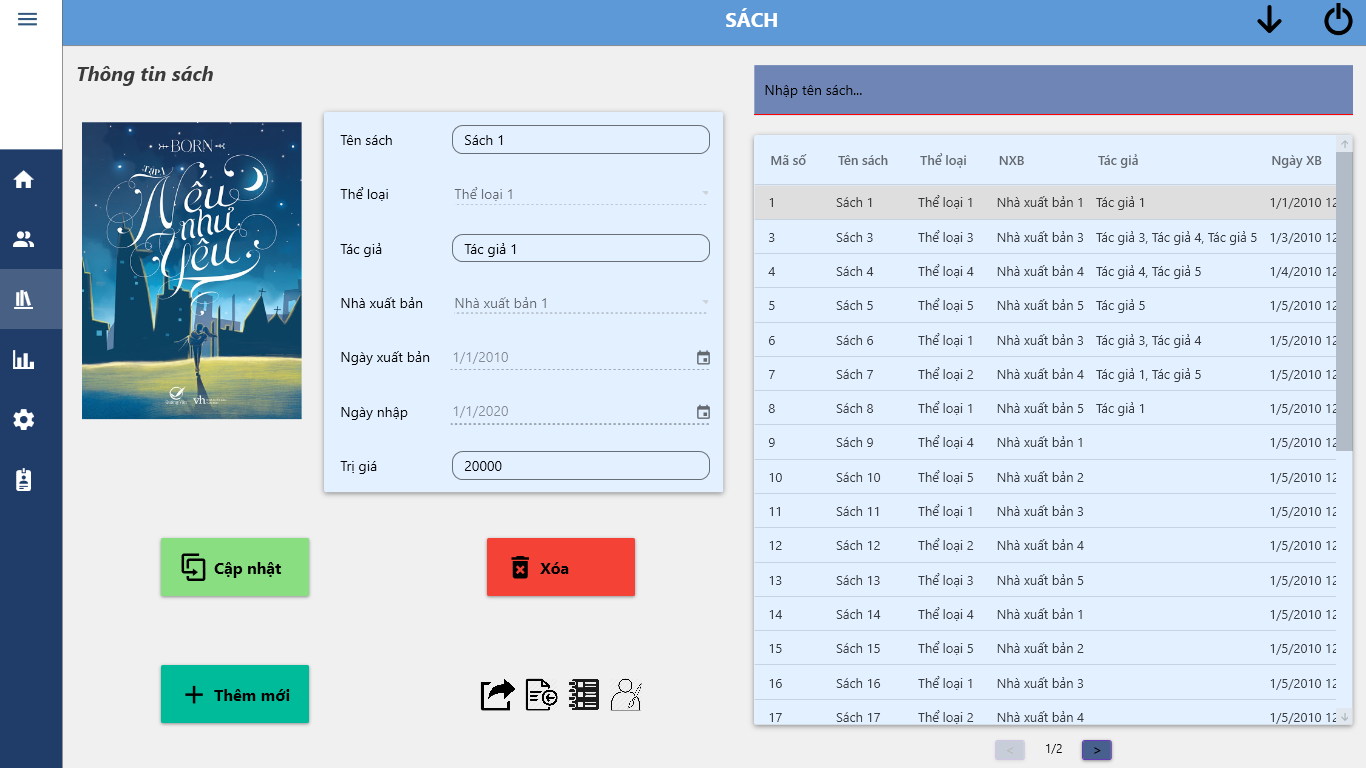 SÁCH
Thông tin sách
Nhập tên sách...
BORN
TẬP 1
Nếu
như
yêu
vh
Tên sách
Sách 1
Thể loại
Thể loại 1
Tác giả
Tác giả 1
Nhà xuất bản
Nhà xuất bản 1
Ngày xuất bản
1/1/2010
Ngày nhập
1/1/2020
Trị giá
20000
Cập nhật
Xóa
Thêm mới
Mã số Tên sách Thể loại NXB Tác giả Ngày XB
1 Sách 1 Thể loại 1 Nhà xuất bản 1 Tác giả 1 1/1/2010 12
3 Sách 3 Thể loại 3 Nhà xuất bản 3 Tác giả 3, Tác giả 4, Tác giả 5 1/3/2010 12
4 Sách 4 Thể loại 4 Nhà xuất bản 4 Tác giả 4, Tác giả 5 1/4/2010 12
5 Sách 5 Thể loại 5 Nhà xuất bản 5 Tác giả 5 1/5/2010 12
6 Sách 6 Thể loại 1 Nhà xuất bản 3 Tác giả 3, Tác giả 4 1/5/2010 12
7 Sách 7 Thể loại 2 Nhà xuất bản 4 Tác giả 1, Tác giả 5 1/5/2010 12
8 Sách 8 Thể loại 1 Nhà xuất bản 5 Tác giả 1 1/5/2010 12
9 Sách 9 Thể loại 4 Nhà xuất bản 1 1/5/2010 12
10 Sách 10 Thể loại 5 Nhà xuất bản 2 1/5/2010 12
11 Sách 11 Thể loại 1 Nhà xuất bản 3 1/5/2010 12
12 Sách 12 Thể loại 2 Nhà xuất bản 4 1/5/2010 12
13 Sách 13 Thể loại 3 Nhà xuất bản 5 1/5/2010 12
14 Sách 14 Thể loại 4 Nhà xuất bản 1 1/5/2010 12
15 Sách 15 Thể loại 5 Nhà xuất bản 2 1/5/2010 12
16 Sách 16 Thể loại 1 Nhà xuất bản 3 1/5/2010 12
17 Sách 17 Thể loại 2 Nhà xuất bản 4 1/5/2010 12
< 1/2 >